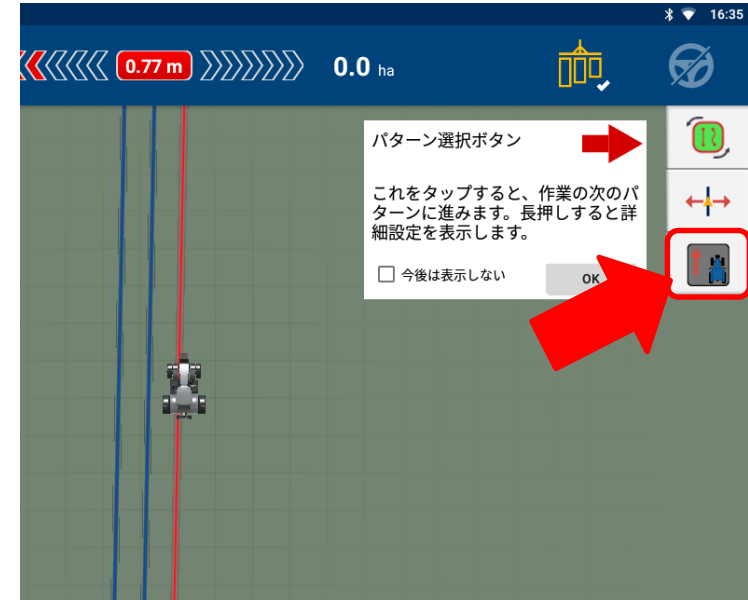 16:35
0.77 m
0.0 ha
パターン選択ボタン
これをタップすると、作業の次のパ
ターンに進みます。長押しすると詳
細設定を表示します。
今後は表示しない
OK